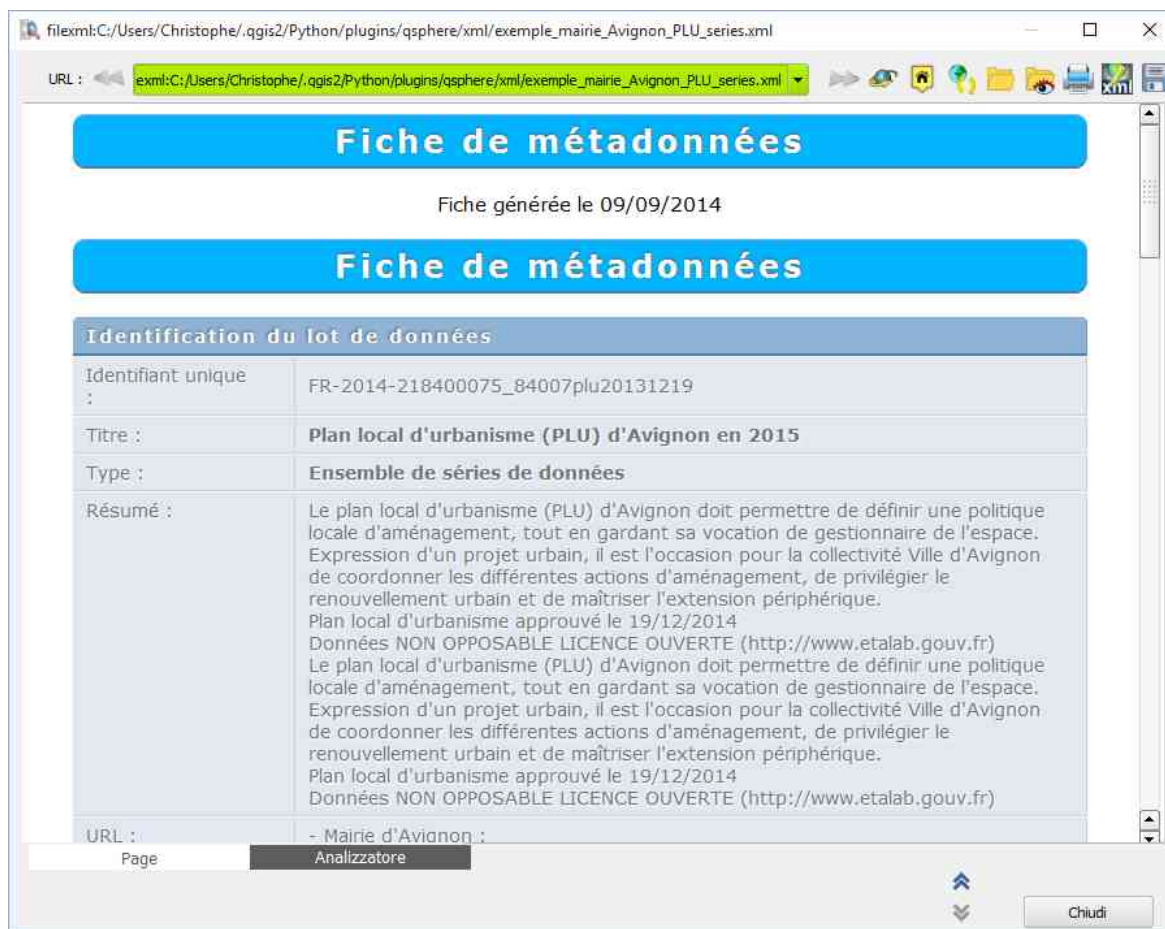 filexml:C:/Users/Christophe/.qgis2/Python/plugins/qsphere/xml/exemple_mairie_Avignon_PLU_series.xml
URL : exml:C:/Users/Christophe/.qgis2/Python/plugins/qsphere/xml/exemple_mairie_Avignon_PLU_series.xml
xml
Fiche de métadonnées
Fiche générée le 09/09/2014
Fiche de métadonnées
Identification du lot de données
Identifiant unique : FR-2014-218400075_84007plu20131219
Titre : Plan local d'urbanisme (PLU) d'Avignon en 2015
Type : Ensemble de séries de données
Résumé : Le plan local d'urbanisme (PLU) d'Avignon doit permettre de définir une politique
locale d'aménagement, tout en gardant sa vocation de gestionnaire de l'espace.
Expression d'un projet urbain, il est l'occasion pour la collectivité Ville d'Avignon
de coordonner les différentes actions d'aménagement, de privilégier le
renouvellement urbain et de maîtriser l'extension périphérique.
Plan local d'urbanisme approuvé le 19/12/2014
Données NON OPPOSABLE LICENCE OUVERTE (http://www.etalab.gouv.fr)
Le plan local d'urbanisme (PLU) d'Avignon doit permettre de définir une politique
locale d'aménagement, tout en gardant sa vocation de gestionnaire de l'espace.
Expression d'un projet urbain, il est l'occasion pour la collectivité Ville d'Avignon
de coordonner les différentes actions d'aménagement, de privilégier le
renouvellement urbain et de maîtriser l'extension périphérique.
Plan local d'urbanisme approuvé le 19/12/2014
Données NON OPPOSABLE LICENCE OUVERTE (http://www.etalab.gouv.fr)
URL : - Mairie d'Avignon :
Page Analizzatore
Chiudi